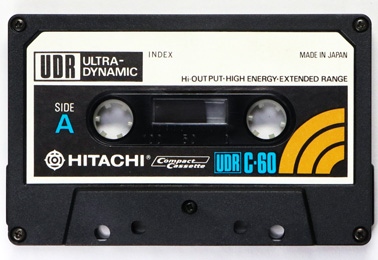 UDR ULTRA-DYNAMIC
INDEX
MADE IN JAPAN
Hi-OUTPUT-HIGH ENERGY-EXTENDED RANGE
SIDE
A
HITACHI
Compact Cassette
UDR C-60